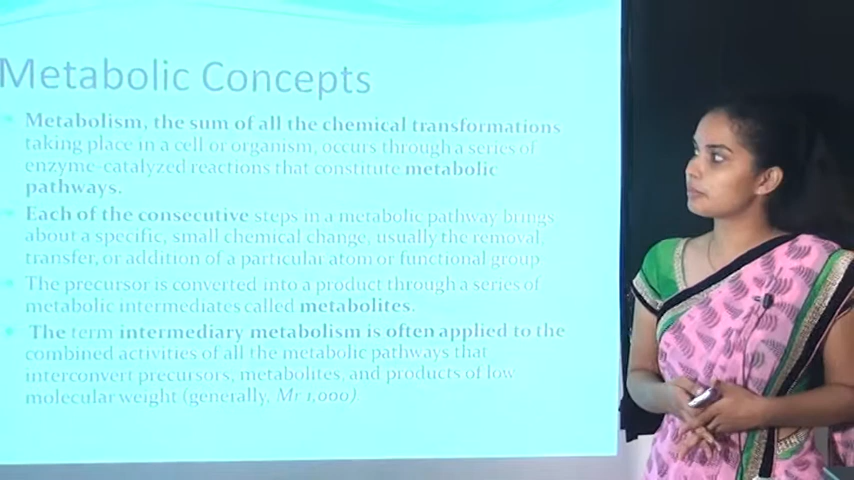 Metabolic Concepts
Metabolism, the sum of all the chemical transformations
taking place in a cell or organism, occurs through a series of
enzyme-catalyzed reactions that constitute metabolic
pathways.
Each of the consecutive steps in a metabolic pathway brings
about a specific, small chemical change, usually the removal,
transfer, or addition of a particular atom or functional group
The precursor is converted into a product through a series of
metabolic intermediates called metabolites.
The term intermediary metabolism is often applied to the
combined activities of all the metabolic pathways that
interconvert precursors, metabolites, and products of low
molecular weight (generally, Mr 1,000).